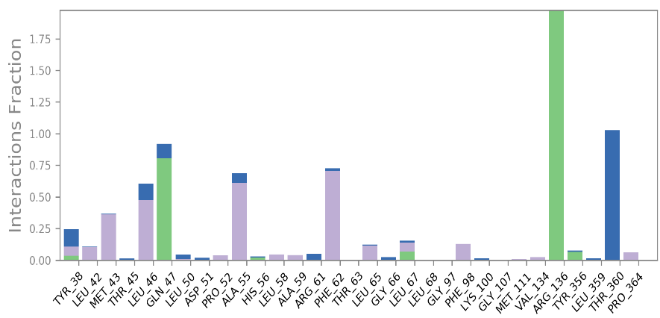 Interactions Fraction
1.75
1.50
1.25
1.00
0.75
0.50
0.25
0.00
TYR_38
LEU_42
MET_43
THR_45
LEU_46
GLN_47
LEU_50
ASP_51
PRO_52
ALA_55
HIS_56
LEU_58
ALA_59
ARG_61
PHE_62
THR_63
LEU_65
GLY_66
LEU_67
LEU_68
GLY_97
PHE_98
LYS_100
GLY_107
MET_111
VAL_134
ARG_136
TYR_356
LEU_359
THR_360
PRO_364